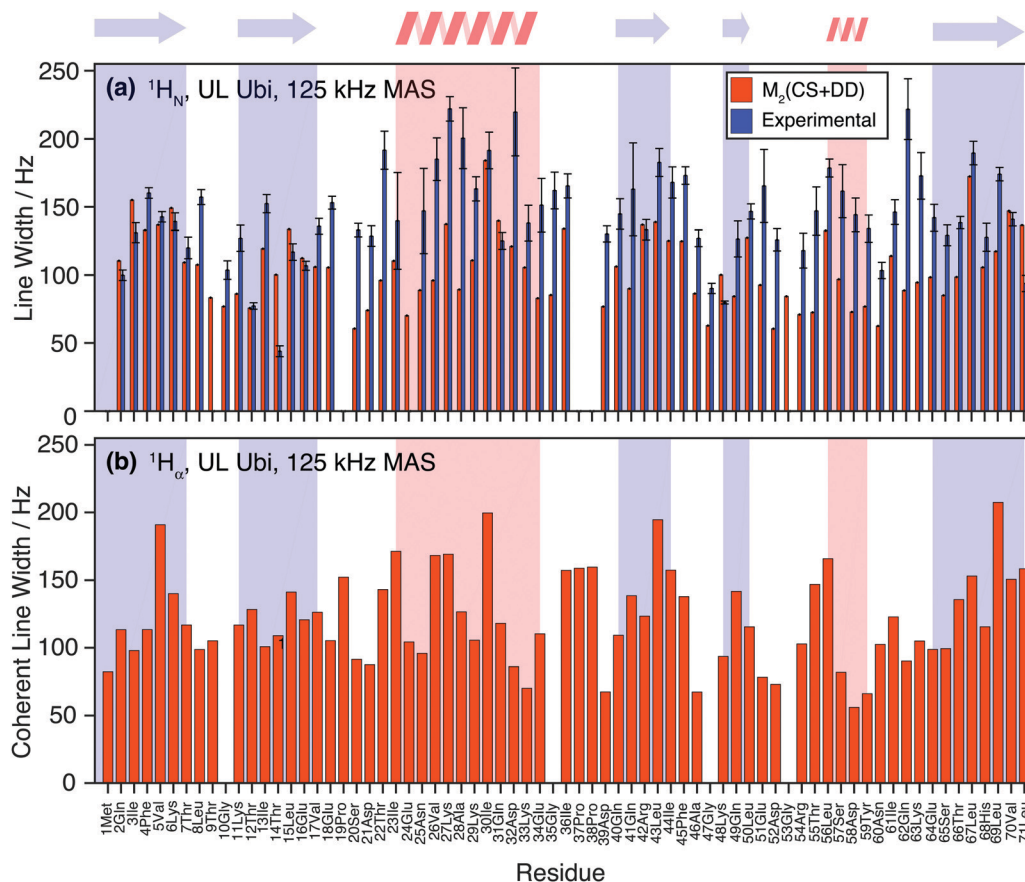 (a) ¹H_N, UL Ubi, 125 kHz MAS
M₂(CS+DD)
Experimental
Line Width / Hz
250
200
150
100
50
0
(b) ¹H_α, UL Ubi, 125 kHz MAS
Coherent Line Width / Hz
250
200
150
100
50
0
1Met
2Gln
3Ile
4Phe
5Val
6Lys
7Thr
8Leu
9Thr
10Gly
11Lys
12Thr
13Ile
14Thr
15Leu
16Glu
17Val
18Glu
19Pro
20Ser
21Asp
22Thr
23Ile
24Glu
25Asn
26Val
27Lys
28Ala
29Lys
30Ile
31Gln
32Asp
33Lys
34Glu
35Gly
36Ile
37Pro
38Pro
39Asp
40Gln
41Gln
42Arg
43Leu
44Ile
45Phe
46Ala
47Gly
48Lys
49Gln
50Leu
51Glu
52Asp
53Gly
54Arg
55Thr
56Leu
57Ser
58Asp
59Tyr
60Asn
61Ile
62Gln
63Lys
64Glu
65Ser
66Thr
67Leu
68His
69Leu
70Val
Residue